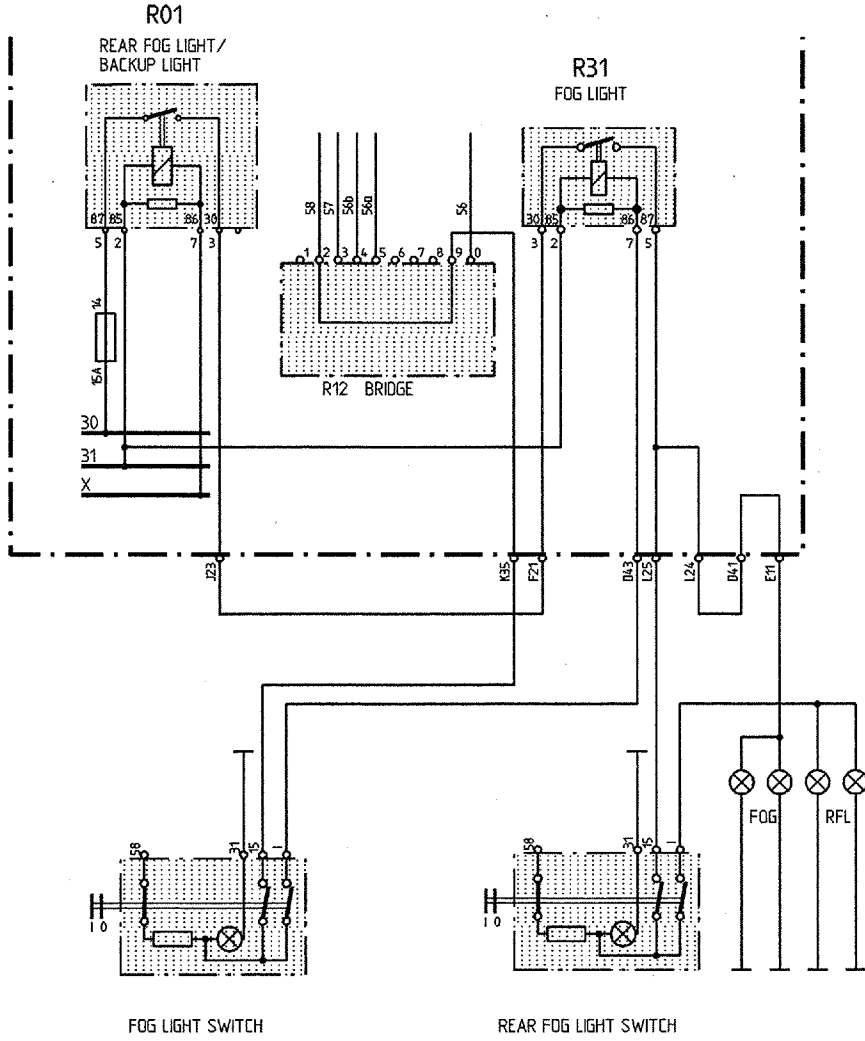 R01
REAR FOG LIGHT/
BACKUP LIGHT
R31
FOG LIGHT
87 85 86 30
5 2 7 3
58 57 56b 56a 56
30 85 86 87
3 2 7 5
1 2 3 4 5 6 7 8 9 0
R12 BRIDGE
14
15A
30
31
X
J23 K35 F21 D43 L25 L24 D41 E11
FOG RFL
58 31 15 I
58 31 15 I
I 0
I 0
FOG LIGHT SWITCH
REAR FOG LIGHT SWITCH